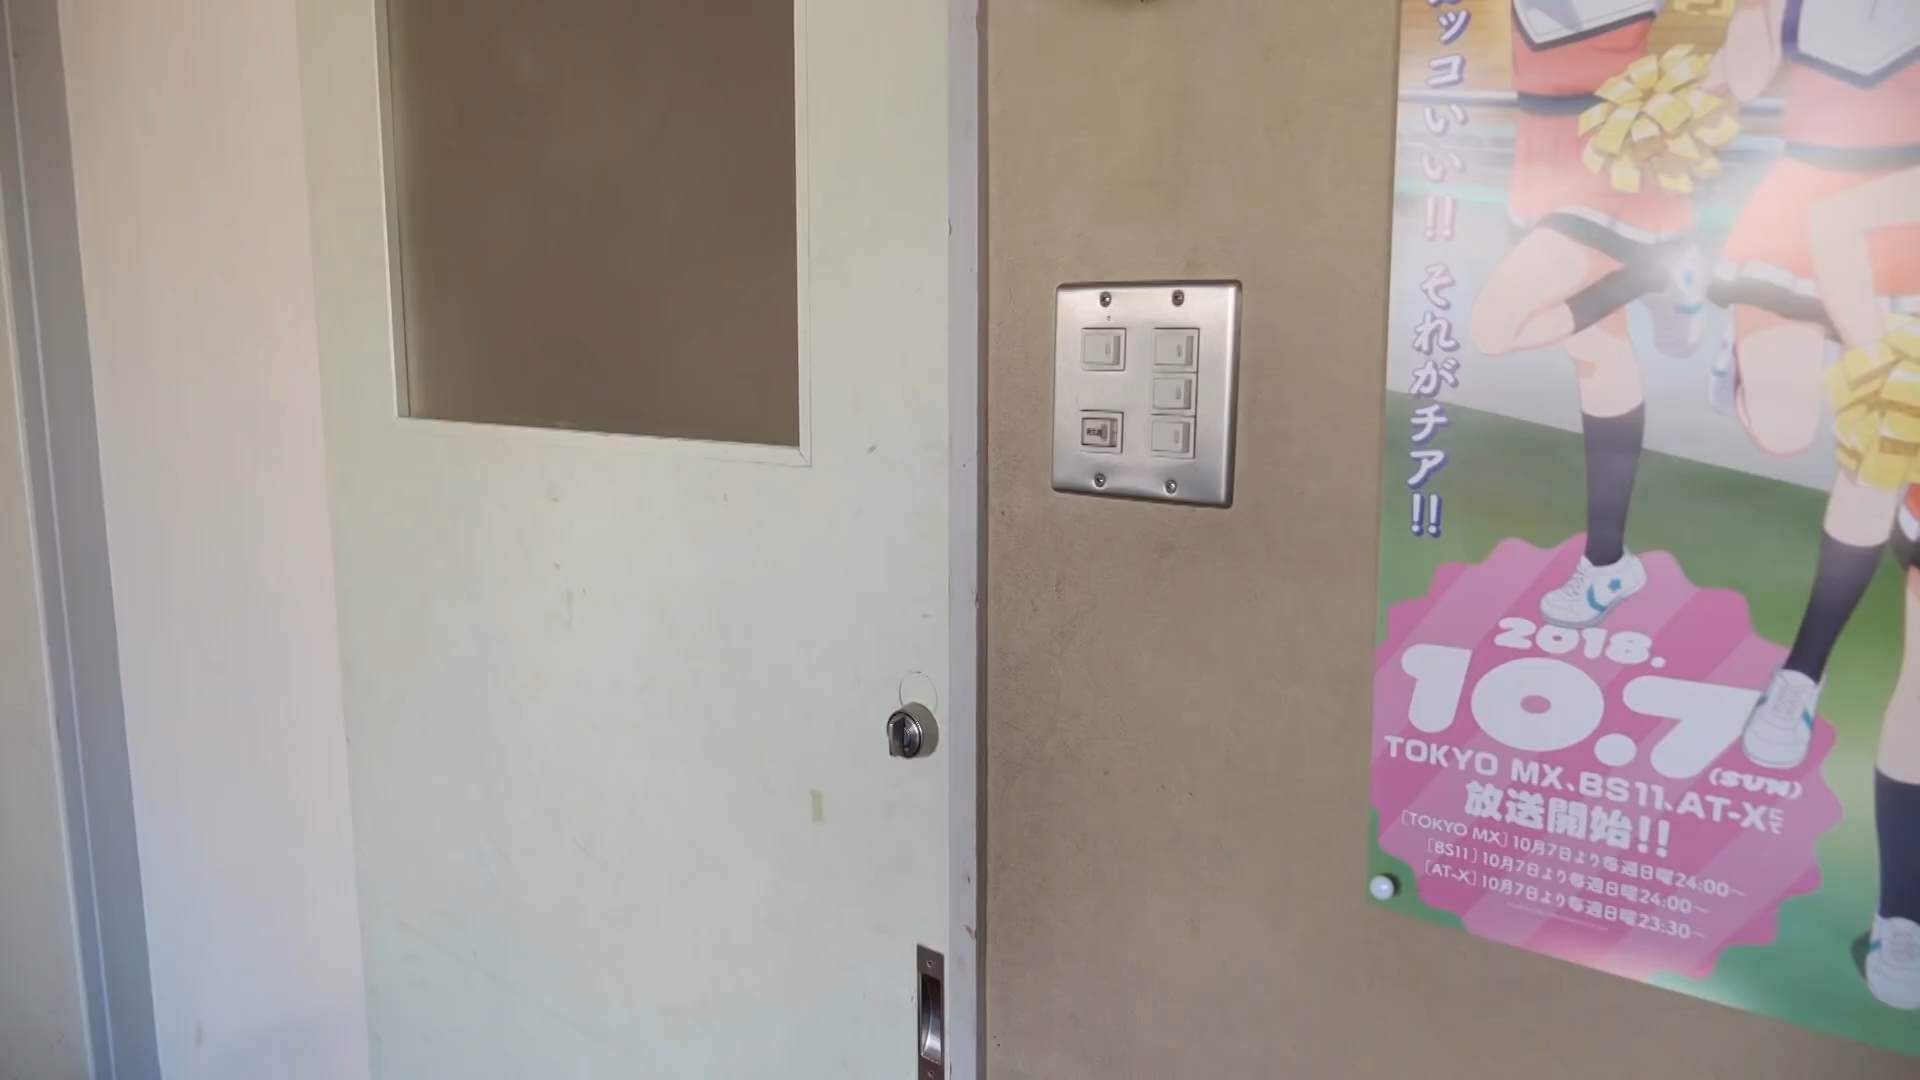 ッコいい!! それがチア!!
2018.
10.7
(SUN)
TOKYO MX、BS11、AT-Xにて
放送開始!!
[TOKYO MX] 10月7日より毎週日曜24:00〜
[BS11] 10月7日より毎週日曜24:00〜
[AT-X] 10月7日より毎週日曜23:30〜